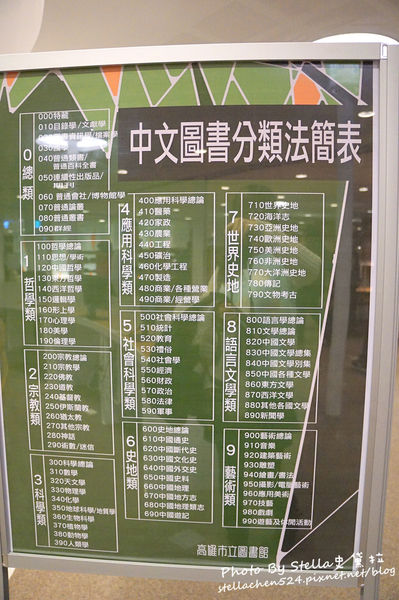 中文圖書分類法簡表
0 總類
000特藏
010目錄學/文獻學
040普通類書/
普通百科全書
050連續性出版品/
期刊
060 普通會社/博物館學
070普通論叢
080普通叢書
090群經
1 哲學類
100哲學總論
110思想/學術
120中國哲學
130東方哲學
140西洋哲學
150邏輯學
160形上學
170心理學
180美學
190倫理學
2 宗教類
200宗教總論
210宗教學
220佛教
230道教
240基督教
250伊斯蘭教
260猶太教
270其他宗教
280神話
290術數/迷信
3 科學類
300科學總論
310數學
320天文學
330物理學
340化學
350地球科學/地質學
360生物科學
370植物學
380動物學
390人類學
4 應用科學類
400應用科學總論
410醫藥
420家政
430農業
440工程
450礦冶
460化學工程
470製造
480商業/各種營業
490商業/經營學
5 社會科學類
500社會科學總論
510統計
520教育
530禮俗
540社會學
550經濟
560財政
570政治
580法律
590軍事
6 史地類
600史地總論
610中國通史
620中國斷代史
630中國文化史
640中國外交史
650中國史料
660中國地理
670中國地方志
680中國地理類志
690中國遊記
7 世界史地
710世界史地
720海洋志
730亞洲史地
740歐洲史地
750美洲史地
760非洲史地
770大洋洲史地
780傳記
790文物考古
8 語言文學類
800語言學總論
810文學總論
820中國文學
830中國文學總集
840中國文學別集
850中國各種文學
860東方文學
870西洋文學
880其他各國文學
890新聞學
9 藝術類
900藝術總論
910音樂
920建築藝術
930雕塑
940繪畫/書法
950攝影/電腦藝術
960應用美術
970技藝
980戲劇
990遊藝及休閒活動
高雄市立圖書館
Photo By Stella史黛拉
stellachen524.pixnet.net/blog